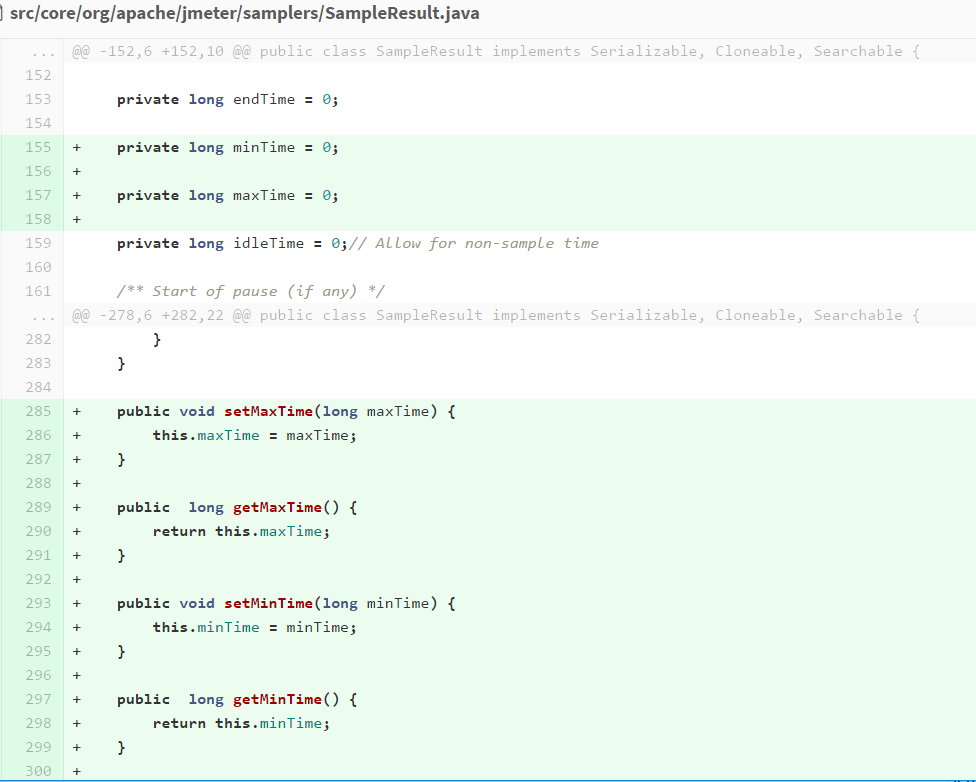 src/core/org/apache/jmeter/samplers/SampleResult.java
... @@ -152,6 +152,10 @@ public class SampleResult implements Serializable, Cloneable, Searchable {
152
153 private long endTime = 0;
154
155 + private long minTime = 0;
156 +
157 + private long maxTime = 0;
158 +
159 private long idleTime = 0;// Allow for non-sample time
160
161 /** Start of pause (if any) */
... @@ -278,6 +282,22 @@ public class SampleResult implements Serializable, Cloneable, Searchable {
282 }
283 }
284
285 + public void setMaxTime(long maxTime) {
286 + this.maxTime = maxTime;
287 + }
288 +
289 + public  long getMaxTime() {
290 + return this.maxTime;
291 + }
292 +
293 + public void setMinTime(long minTime) {
294 + this.minTime = minTime;
295 + }
296 +
297 + public  long getMinTime() {
298 + return this.minTime;
299 + }
300 +